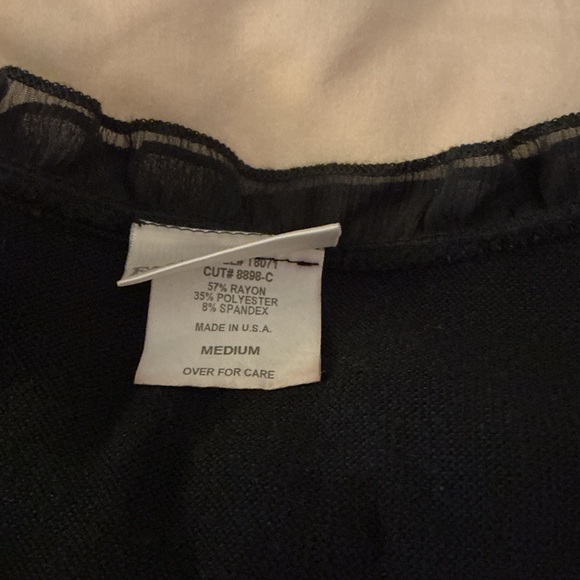 18071
CUT# 8898-C
57% RAYON
35% POLYESTER
8% SPANDEX
MADE IN U.S.A.
MEDIUM
OVER FOR CARE